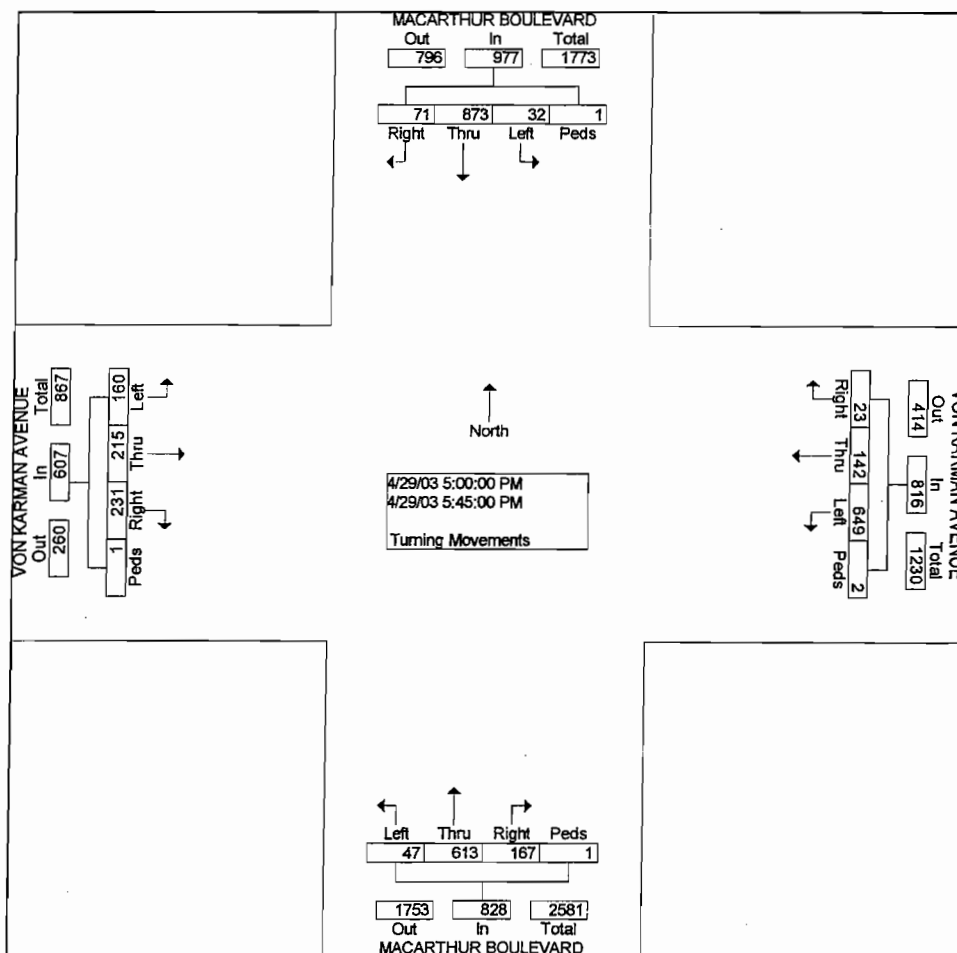 MACARTHUR BOULEVARD
Out In Total
796 977 1773
71 873 32 1
Right Thru Left Peds
VON KARMAN AVENUE
Total In Out
867 607 260
160 215 231 1
Left Thru Right Peds
North
4/29/03 5:00:00 PM
4/29/03 5:45:00 PM
Turning Movements
Right Thru Left Peds
23 142 649 2
414 816 1230
Out In Total
VON KARMAN AVENUE
Left Thru Right Peds
47 613 167 1
1753 828 2581
Out In Total
MACARTHUR BOULEVARD